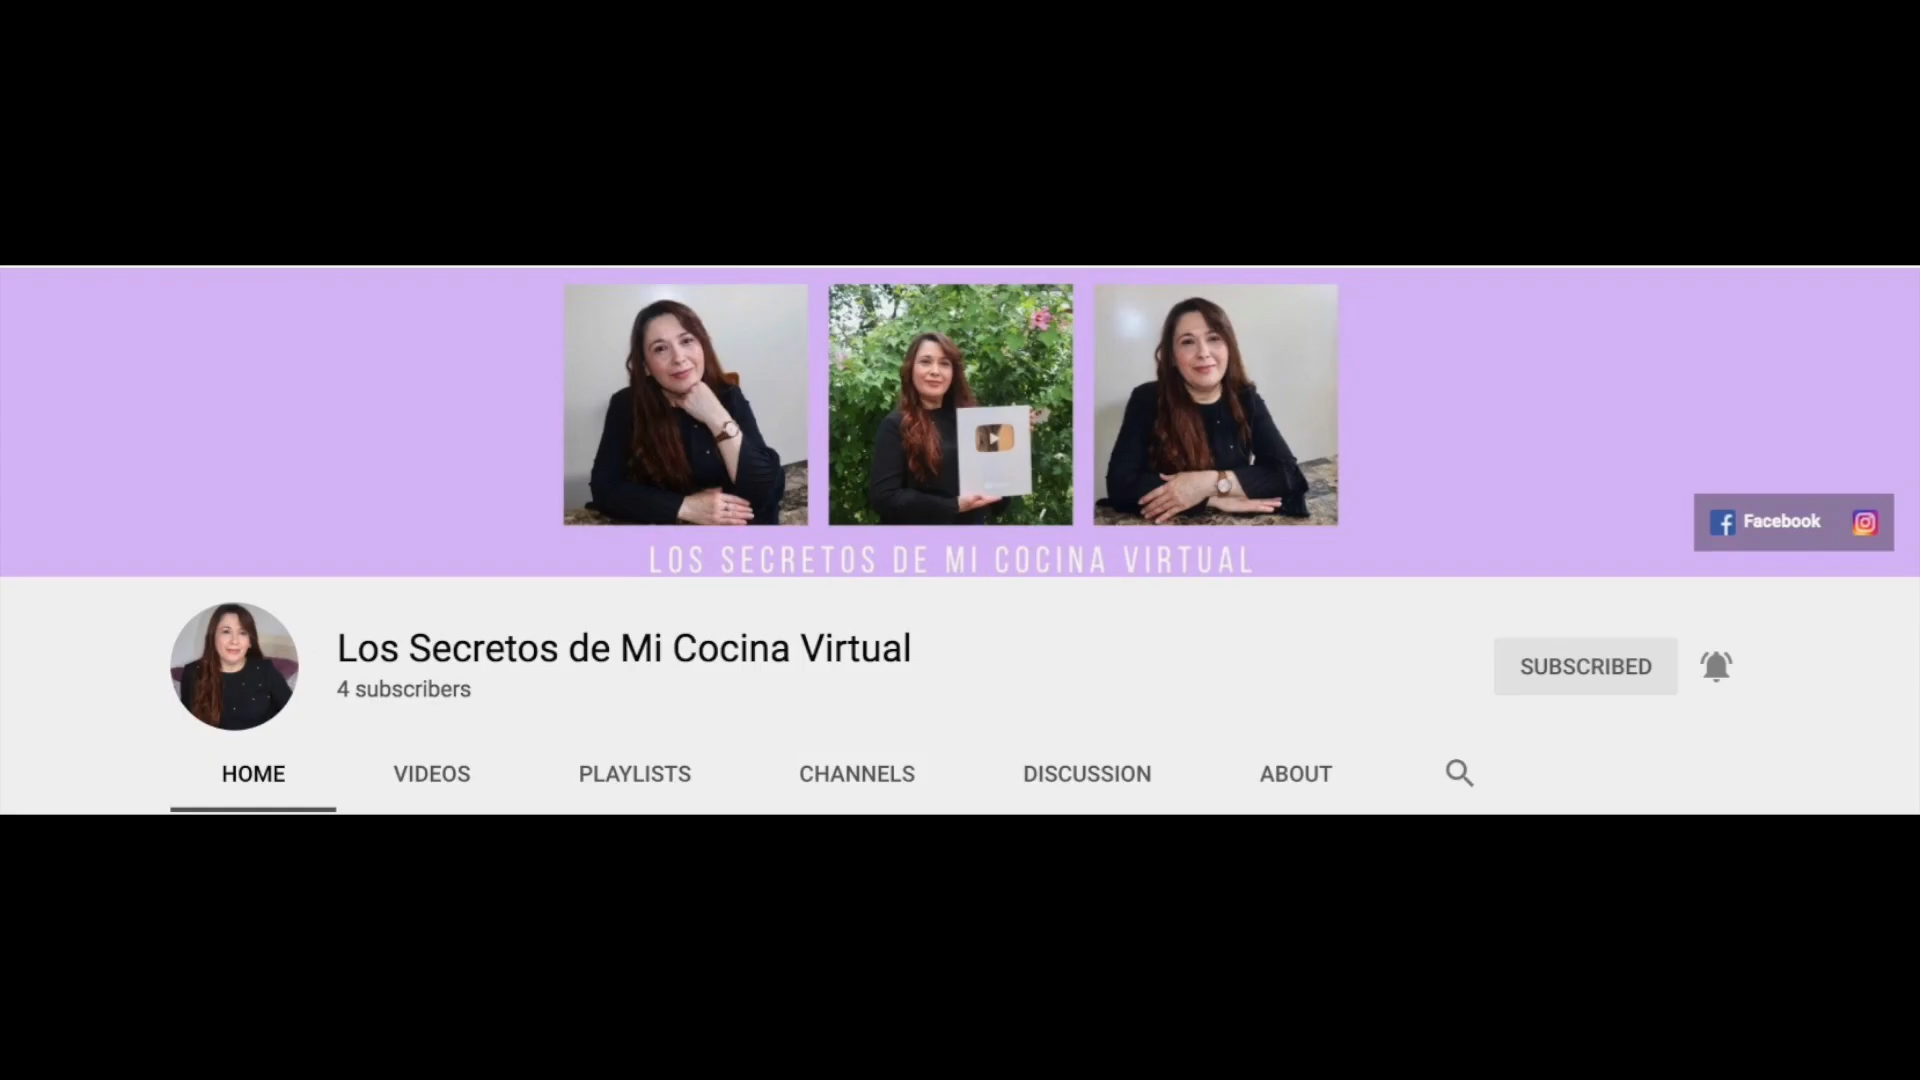 LOS SECRETOS DE MI COCINA VIRTUAL
Facebook
Los Secretos de Mi Cocina Virtual
4 subscribers
SUBSCRIBED
HOME VIDEOS PLAYLISTS CHANNELS DISCUSSION ABOUT